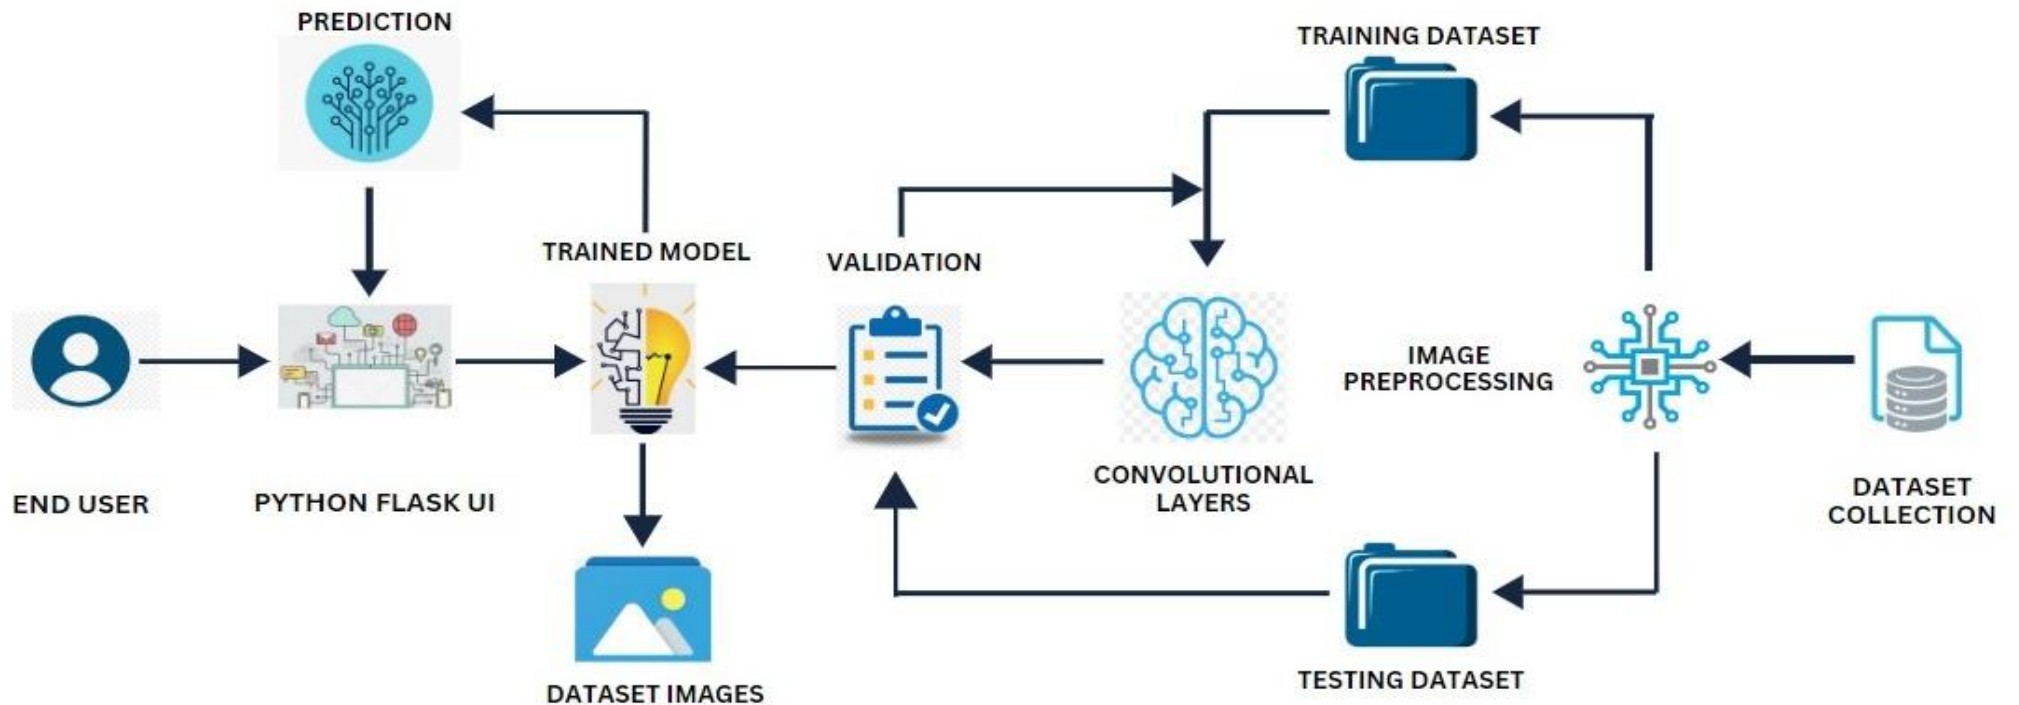 PREDICTION
TRAINING DATASET
TRAINED MODEL
VALIDATION
IMAGE
PREPROCESSING
CONVOLUTIONAL
LAYERS
END USER
PYTHON FLASK UI
DATASET
COLLECTION
DATASET IMAGES
TESTING DATASET